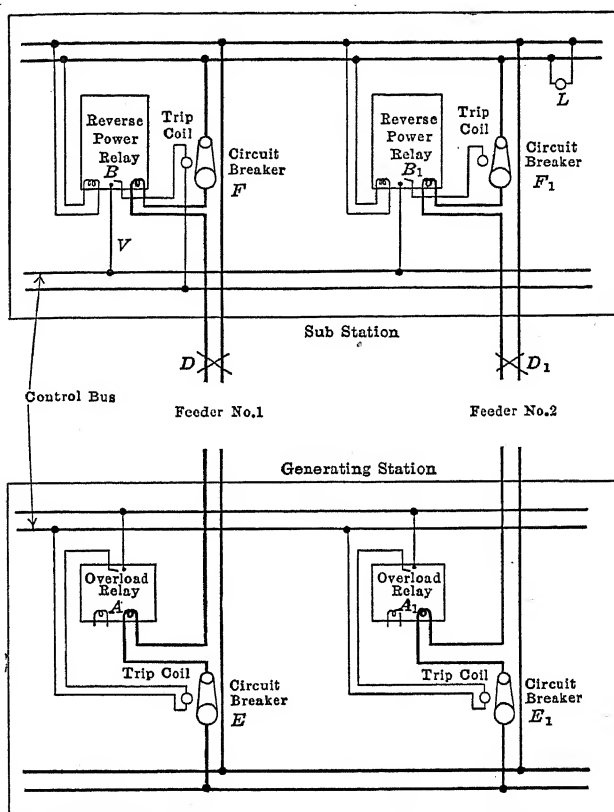 L
Reverse
Power
Relay
B
Trip
Coil
Circuit
Breaker
F
Reverse
Power
Relay
B1
Trip
Coil
Circuit
Breaker
F1
V
Sub Station
D
D1
Control Bus
Feeder No.1
Feeder No.2
Generating Station
Overload
Relay
A
Overload
Relay
A1
Trip Coil
Circuit
Breaker
E
Trip Coil
Circuit
Breaker
E1